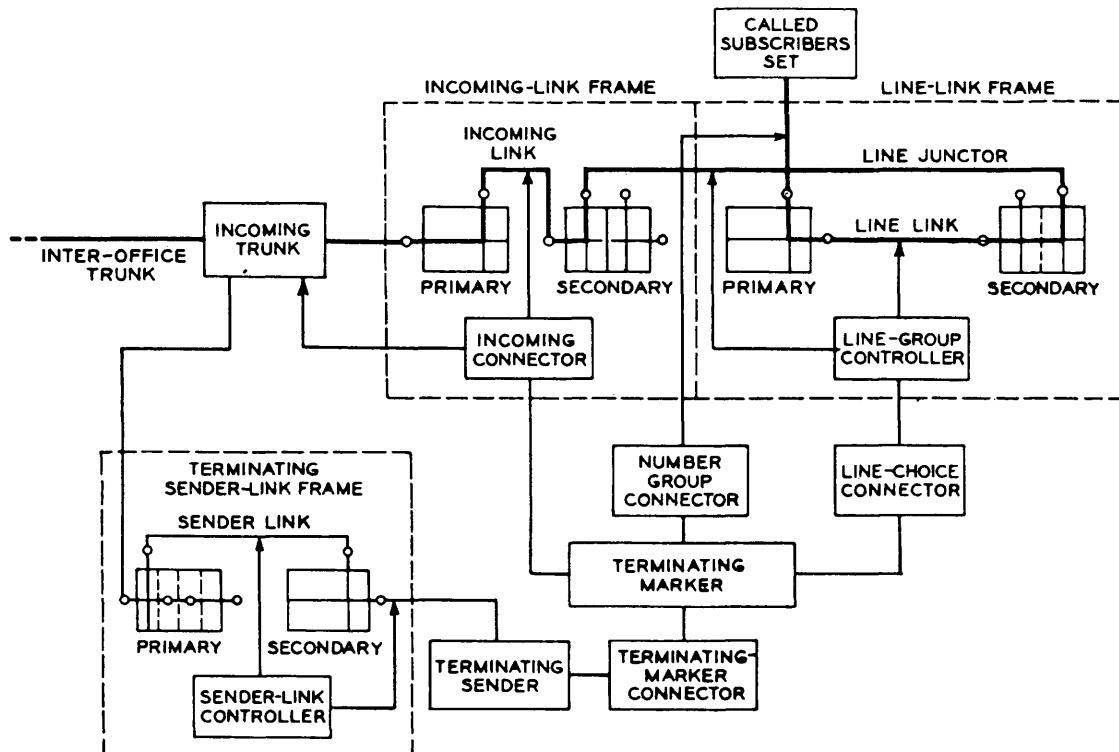 CALLED
SUBSCRIBERS
SET
INCOMING-LINK FRAME
LINE-LINK FRAME
INCOMING
LINK
LINE JUNCTOR
INCOMING
TRUNK
INTER-OFFICE
TRUNK
LINE LINK
PRIMARY
SECONDARY
PRIMARY
SECONDARY
INCOMING
CONNECTOR
LINE-GROUP
CONTROLLER
TERMINATING
SENDER-LINK FRAME
NUMBER
GROUP
CONNECTOR
LINE-CHOICE
CONNECTOR
SENDER LINK
TERMINATING
MARKER
PRIMARY
SECONDARY
TERMINATING
SENDER
TERMINATING-
MARKER
CONNECTOR
SENDER-LINK
CONTROLLER